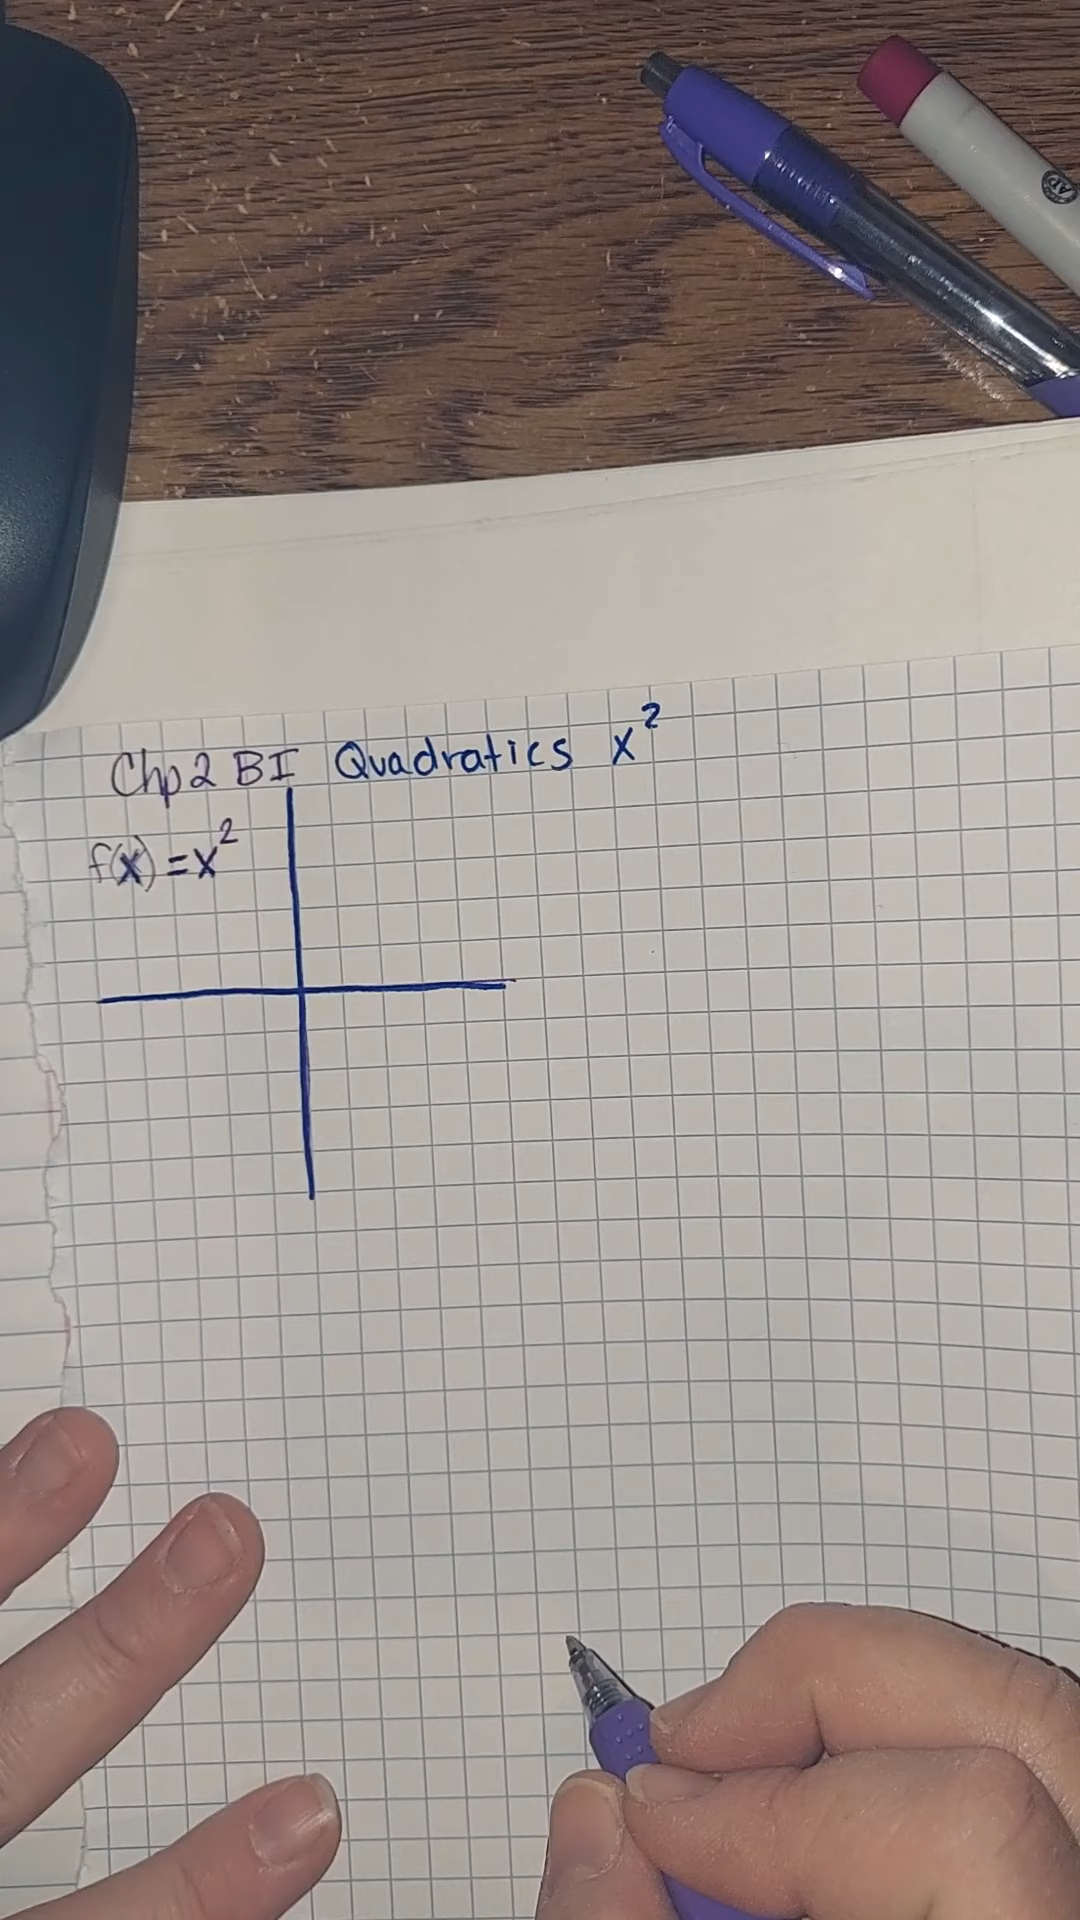 Chp 2 BI Quadratics x²
f(x) = x²